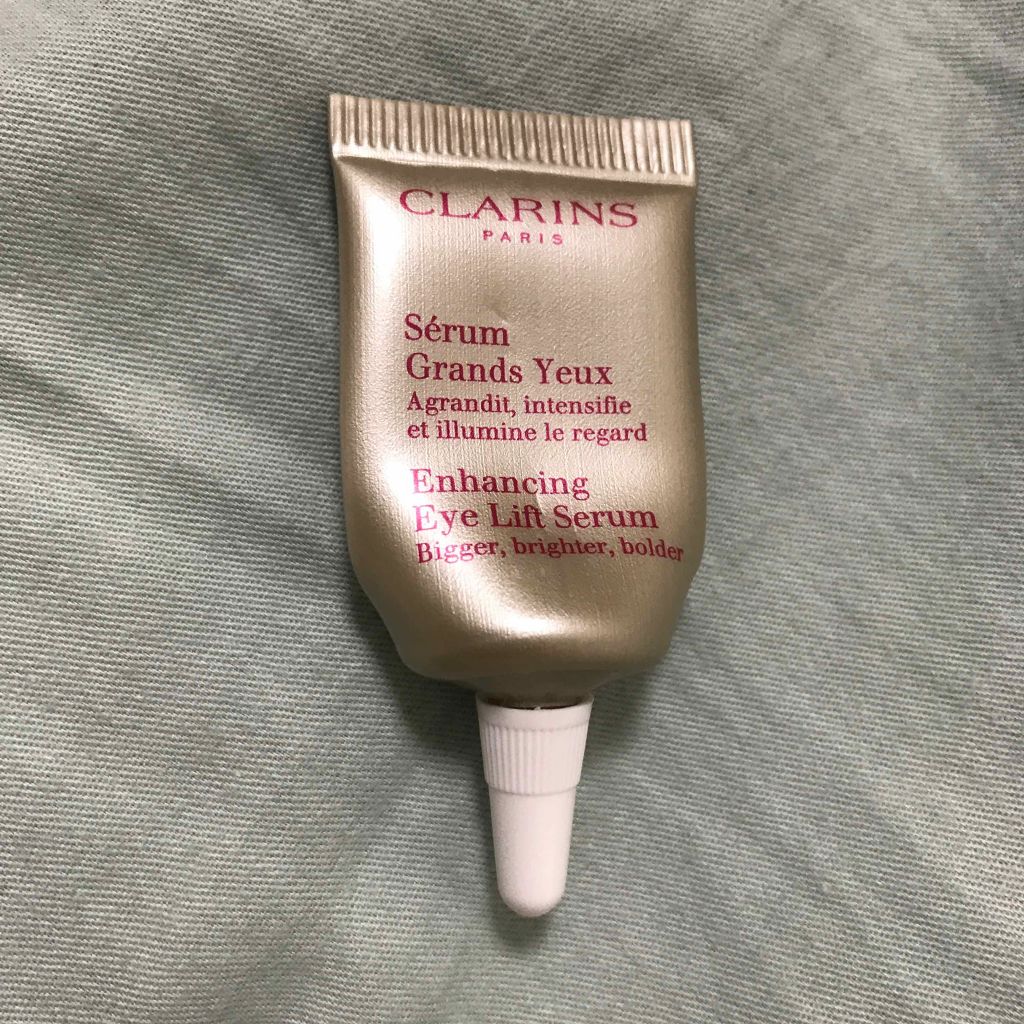 CLARINS
PARIS
Sérum
Grands Yeux
Agrandit, intensifie
et illumine le regard
Enhancing
Eye Lift Serum
Bigger, brighter, bolder